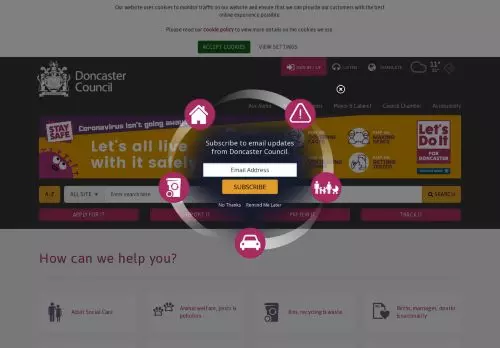 Our website uses cookies to monitor traffic on our website and ensure that we can provide our customers with the best
online experience possible.
Please read our cookie policy to view more details on the cookies we use.
ACCEPT COOKIES VIEW SETTINGS
Doncaster
Council
LISTEN TRANSLATE 11°
Mayor & Cabinet Council Chamber Accessibility
STAY
SAFE
Coronavirus isn't going away
Let's all live
with it safely
Let's
Do it
FOR
DONCASTER
Subscribe to email updates
from Doncaster Council.
Email Address
SUBSCRIBE
No Thanks Remind Me Later
A-Z ALL SITE Enter search here SEARCH
APPLY FOR IT REPORT IT PAY FOR IT TRACK IT
How can we help you?
Adult Social Care
Animal welfare, pests &
pollution
Bins, recycling & waste
Births, marriages, deaths
& nationality